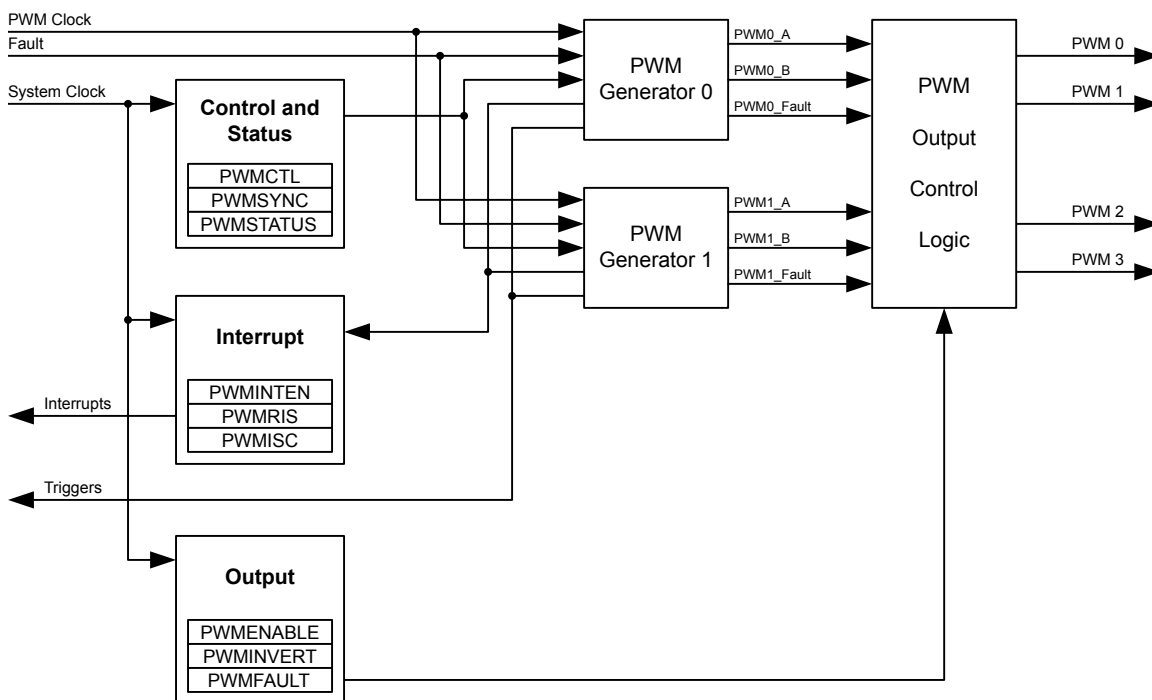 PWM Clock
Fault
System Clock
Control and
Status
PWMCTL
PWMSYNC
PWMSTATUS
Interrupt
PWMINTEN
PWMRIS
PWMISC
Interrupts
Triggers
Output
PWMENABLE
PWMINVERT
PWMFAULT
PWM
Generator 0
PWM0_A
PWM0_B
PWM0_Fault
PWM
Generator 1
PWM1_A
PWM1_B
PWM1_Fault
PWM
Output
Control
Logic
PWM 0
PWM 1
PWM 2
PWM 3